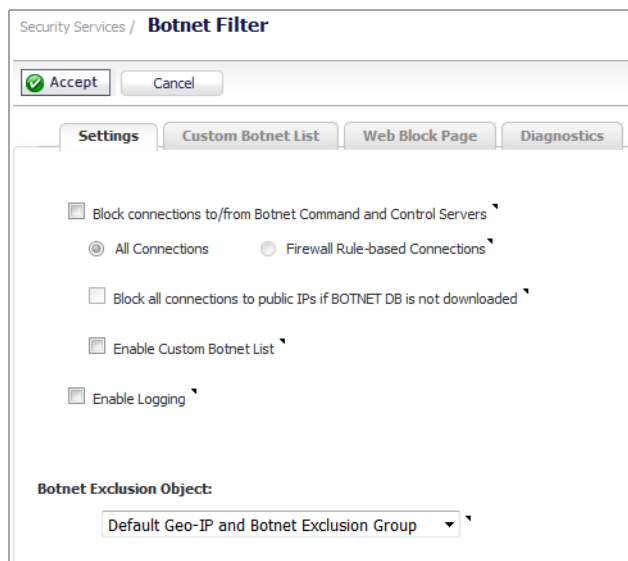 Security Services / Botnet Filter
Accept Cancel
Settings Custom Botnet List Web Block Page Diagnostics
Block connections to/from Botnet Command and Control Servers
All Connections Firewall Rule-based Connections
Block all connections to public IPs if BOTNET DB is not downloaded
Enable Custom Botnet List
Enable Logging
Botnet Exclusion Object:
Default Geo-IP and Botnet Exclusion Group